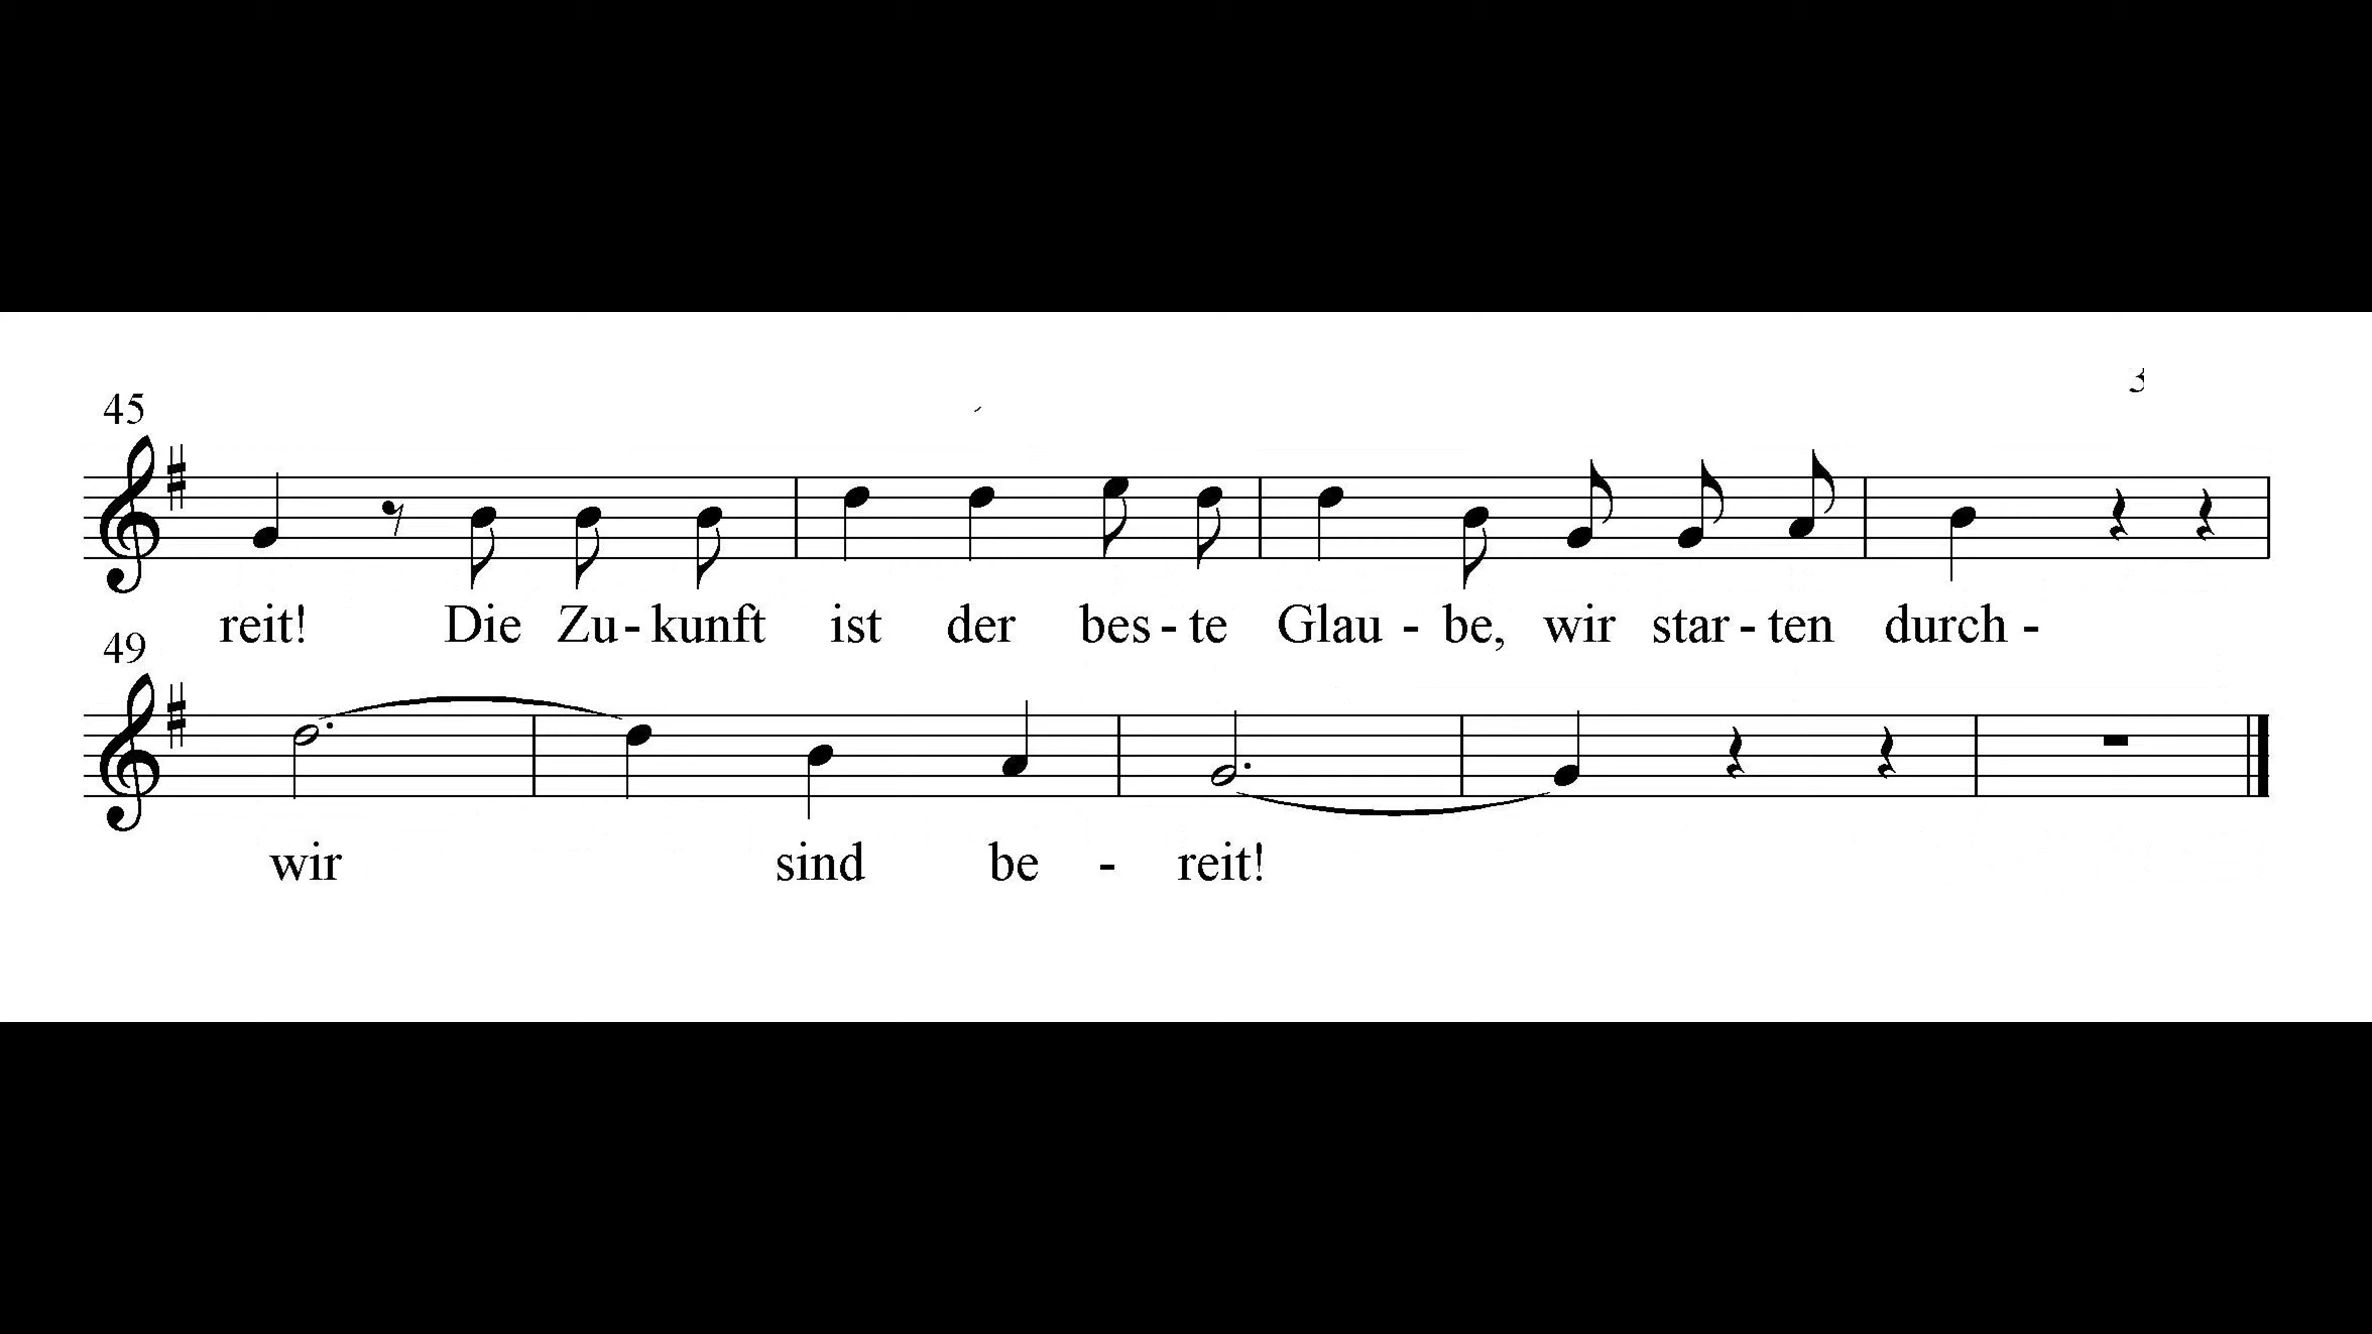 45
reit! Die Zu-kunft ist der bes-te Glau-be, wir star-ten durch-
49
wir sind be-reit!